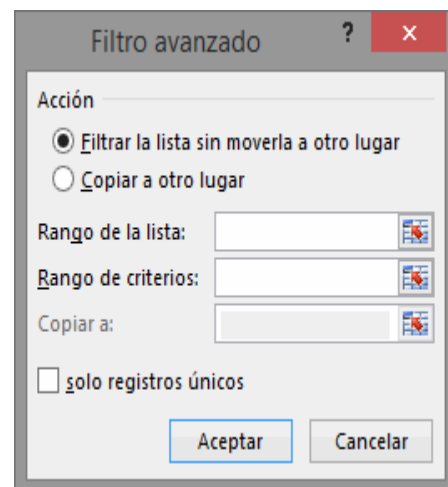 Filtro avanzado ? ×
Acción
Filtrar la lista sin moverla a otro lugar
Copiar a otro lugar
Rango de la lista:
Rango de criterios:
Copiar a:
solo registros únicos
Aceptar Cancelar